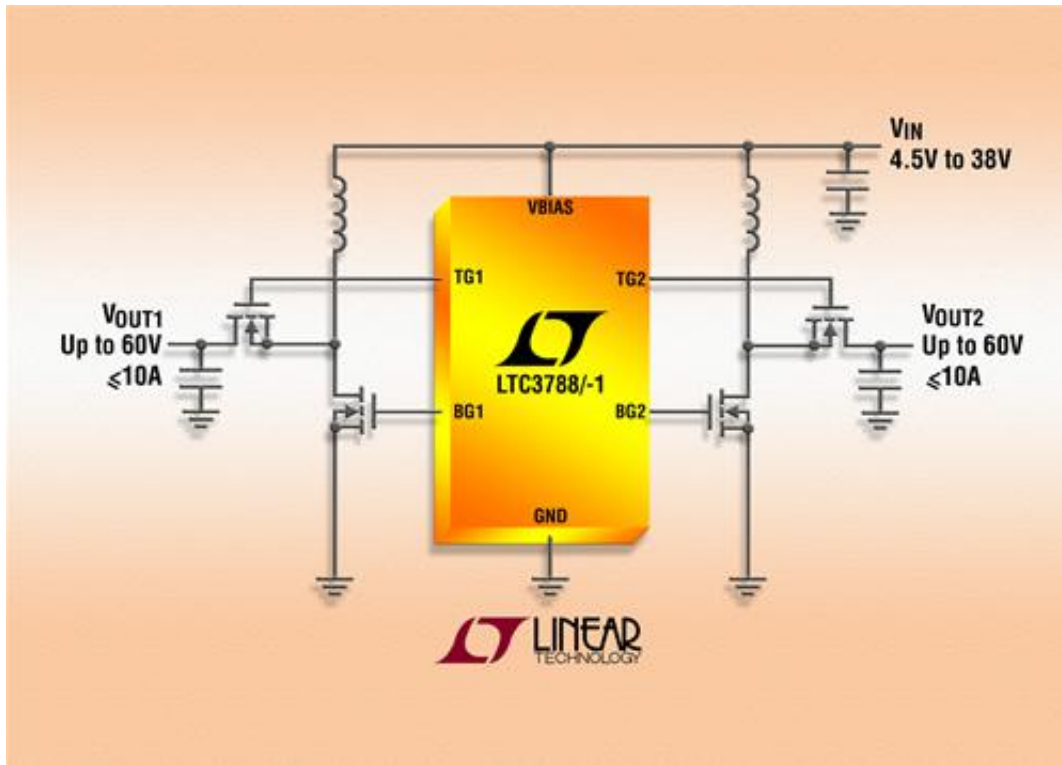 VIN
4.5V to 38V
VBIAS
TG1
TG2
VOUT1
Up to 60V
≤10A
VOUT2
Up to 60V
≤10A
LTC3788/-1
BG1
BG2
GND
LINEAR
TECHNOLOGY